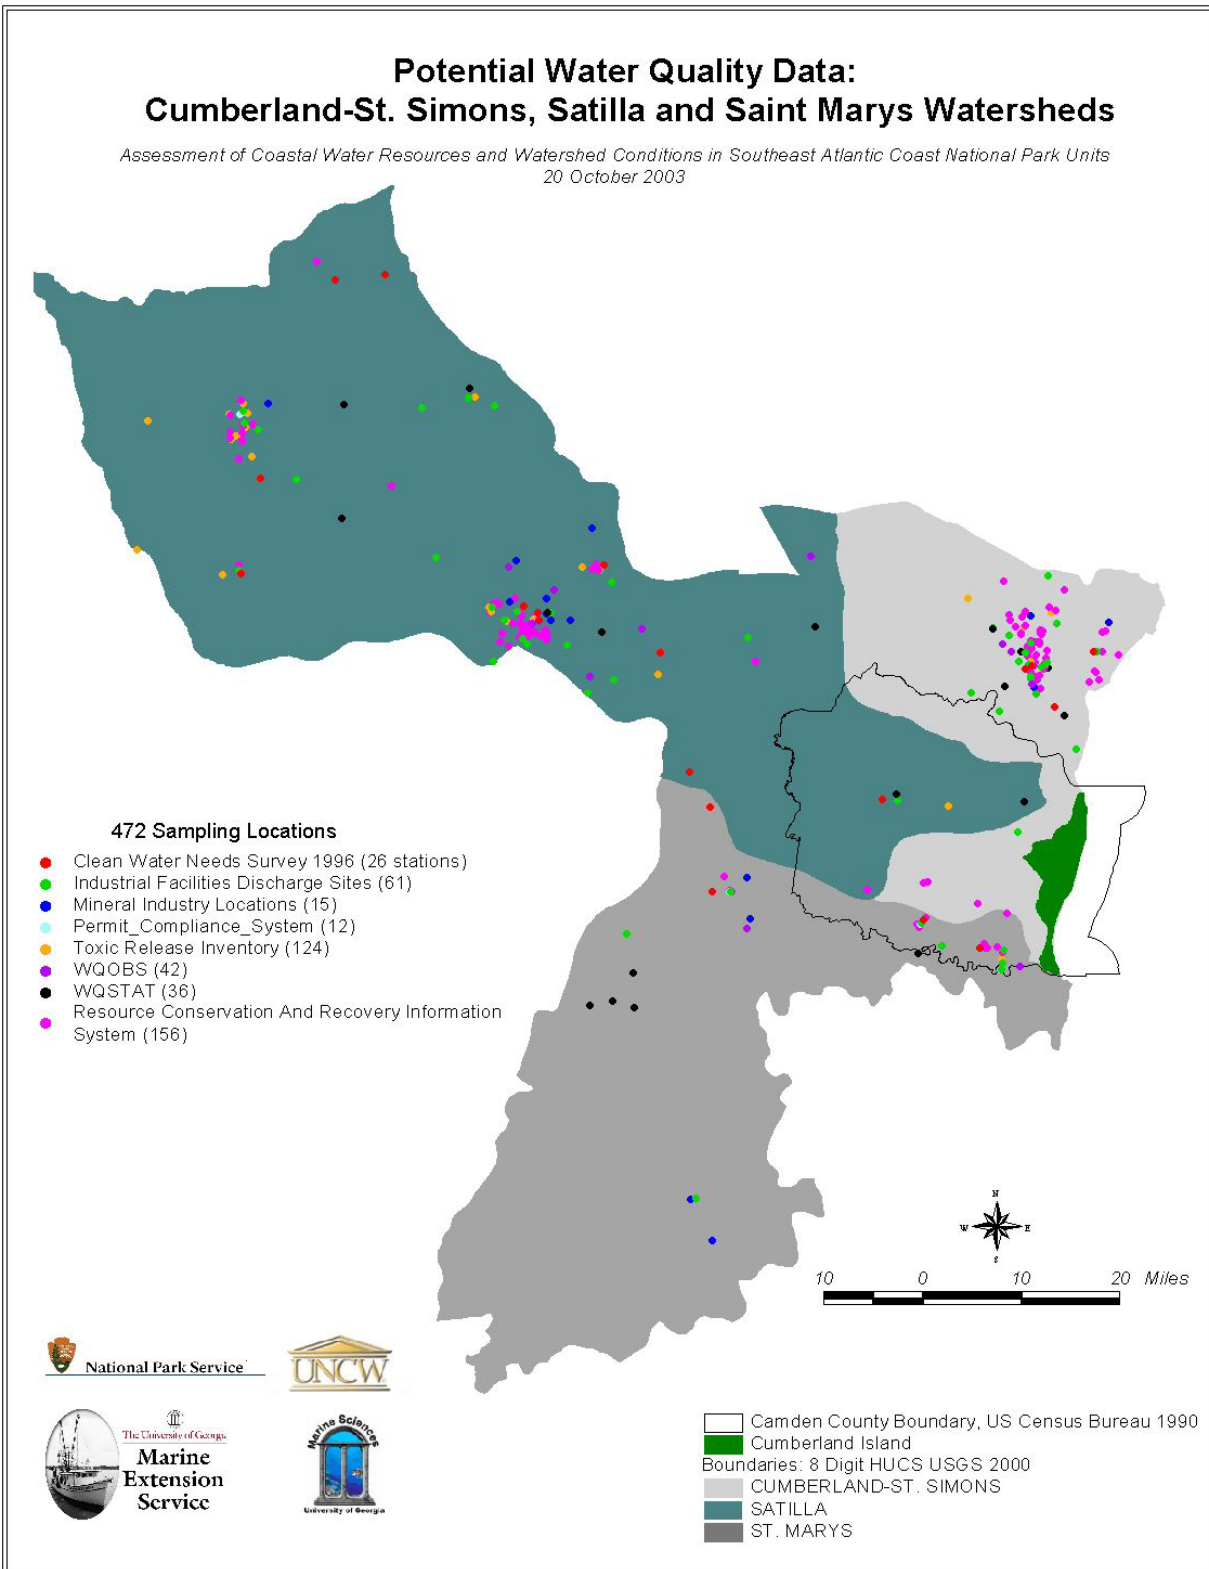 Potential Water Quality Data:
Cumberland-St. Simons, Satilla and Saint Marys Watersheds
Assessment of Coastal Water Resources and Watershed Conditions in Southeast Atlantic Coast National Park Units
20 October 2003
472 Sampling Locations
Clean Water Needs Survey 1996 (26 stations)
Industrial Facilities Discharge Sites (61)
Mineral Industry Locations (15)
Permit_Compliance_System (12)
Toxic Release Inventory (124)
WQOBS (42)
WQSTAT (36)
Resource Conservation And Recovery Information
System (156)
N
W E
S
10 0 10 20 Miles
National Park Service
UNCW
The University of Georgia
Marine
Extension
Service
Marine Sciences
University of Georgia
Camden County Boundary, US Census Bureau 1990
Cumberland Island
Boundaries: 8 Digit HUCS USGS 2000
CUMBERLAND-ST. SIMONS
SATILLA
ST. MARYS